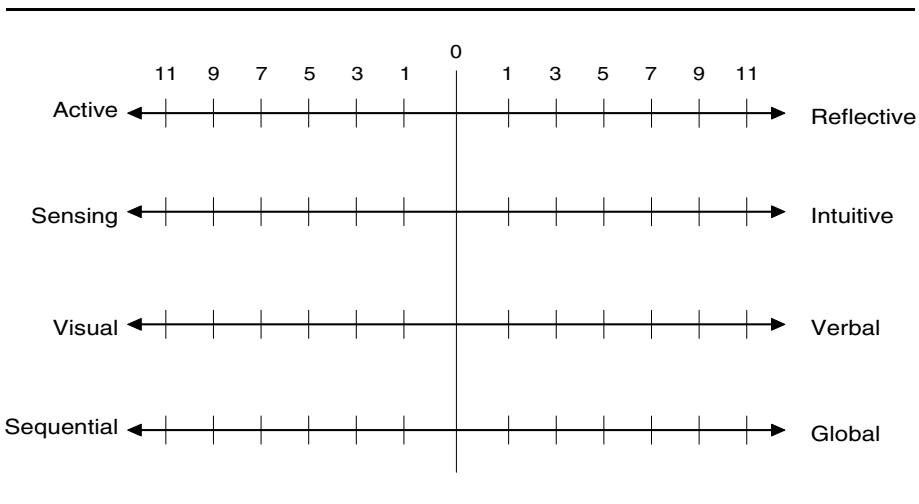 0
11 9 7 5 3 1 1 3 5 7 9 11
Active Reflective
Sensing Intuitive
Visual Verbal
Sequential Global